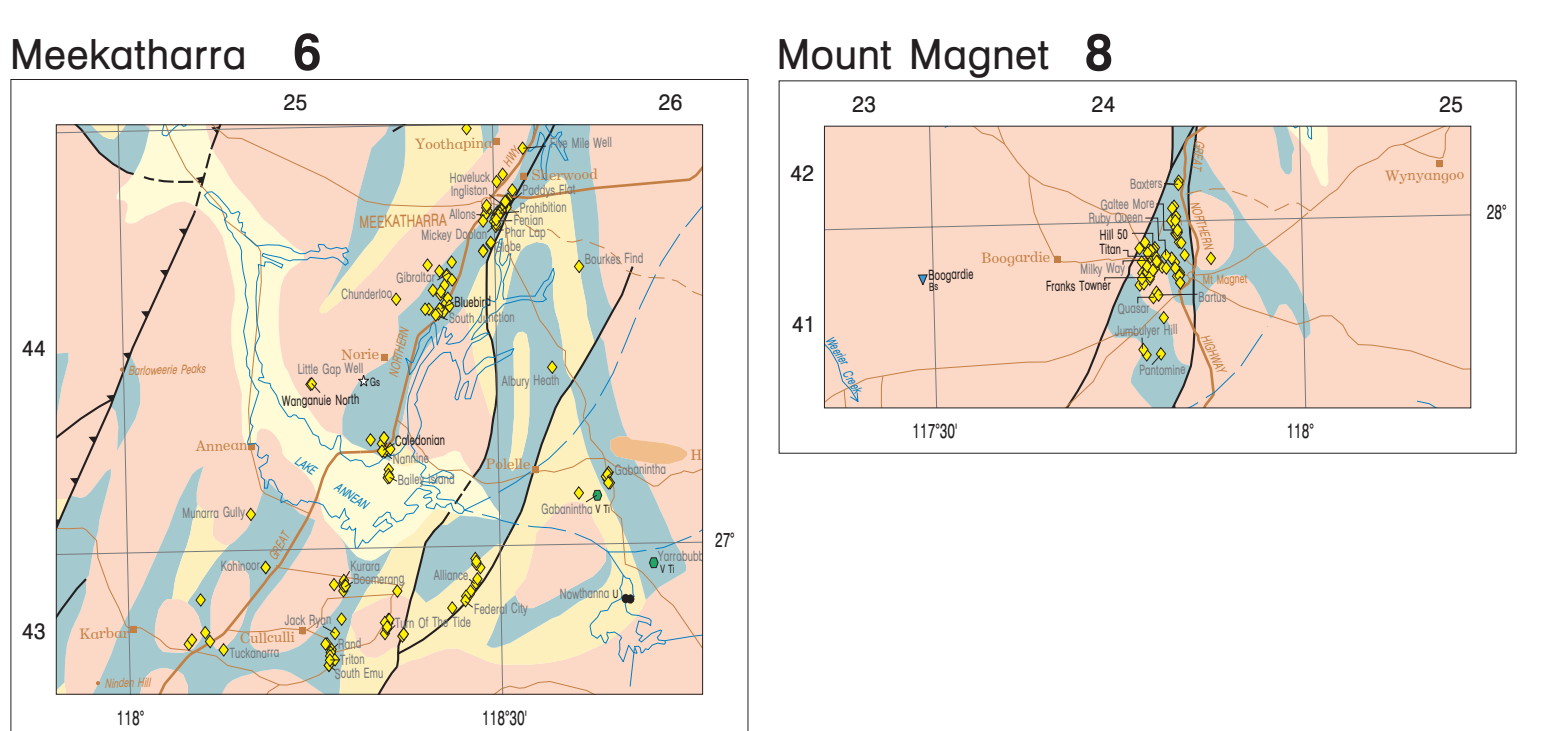 Meekatharra 6
25 26
Yoothapina
Five Mile Well
HWY
Haveluck
Sherwood
Ingliston
Paddys Flat
Prohibition
MEEKATHARRA
Allons
Fenian
Mickey Doolan
Phar Lap
Globe
Bourkes Find
Gibraltar
Chunderloo
Bluebird
South Junction
44
NORTHERN
Norie
Barloweerie Peaks
Little Gap Well
Gs
Albury Heath
Wanganuie North
Caledonian
Annean
Nannine
LAKE
Polelle
H
Gabanintha
Bailey Island
ANNEAN
Munarra Gully
Gabanintha V Ti
GREAT
27°
Yarrabubb
V Ti
Kohinoor
Kurara
Boomerang
Alliance
Nowthanna U
Federal City
43
Karbar
Cullculli
Jack Ryan
Turn Of The Tide
Rand
Tuckanarra
Triton
South Emu
Ninden Hill
118° 118°30'
Mount Magnet 8
23 24 25
GREAT
42
Baxters
Wynyangoo
Galtee More
NORTHERN
28°
Ruby Queen
Hill 50
Titan
Boogardie
Milky Way
Boogardie
Bs
Mt Magnet
Franks Towner
Bartus
Quasar
41
Jumbulyer Hill
HIGHWAY
Weerier Creek
Pantomine
117°30' 118°